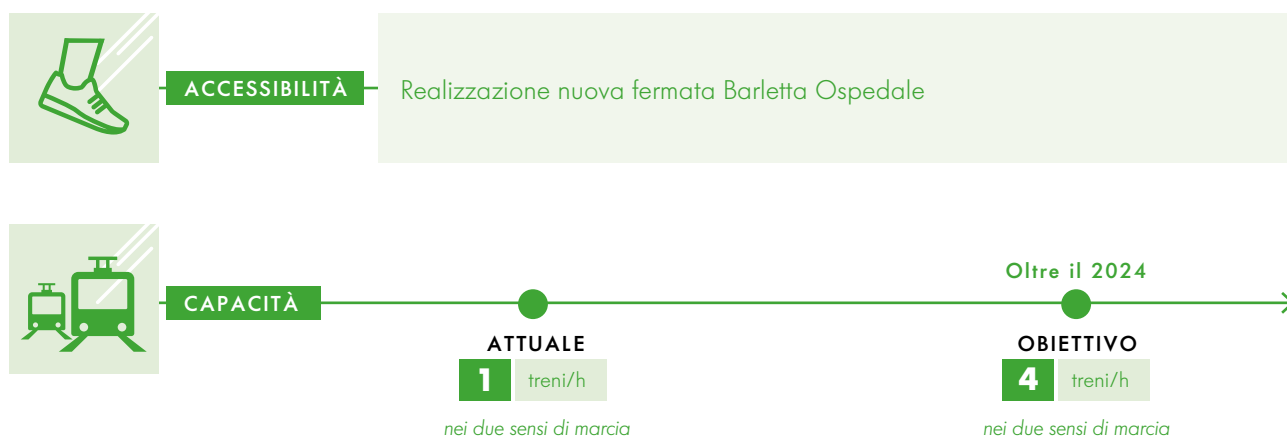 ACCESSIBILITÀ
Realizzazione nuova fermata Barletta Ospedale
Oltre il 2024
CAPACITÀ
ATTUALE
OBIETTIVO
1 treni/h
4 treni/h
nei due sensi di marcia
nei due sensi di marcia